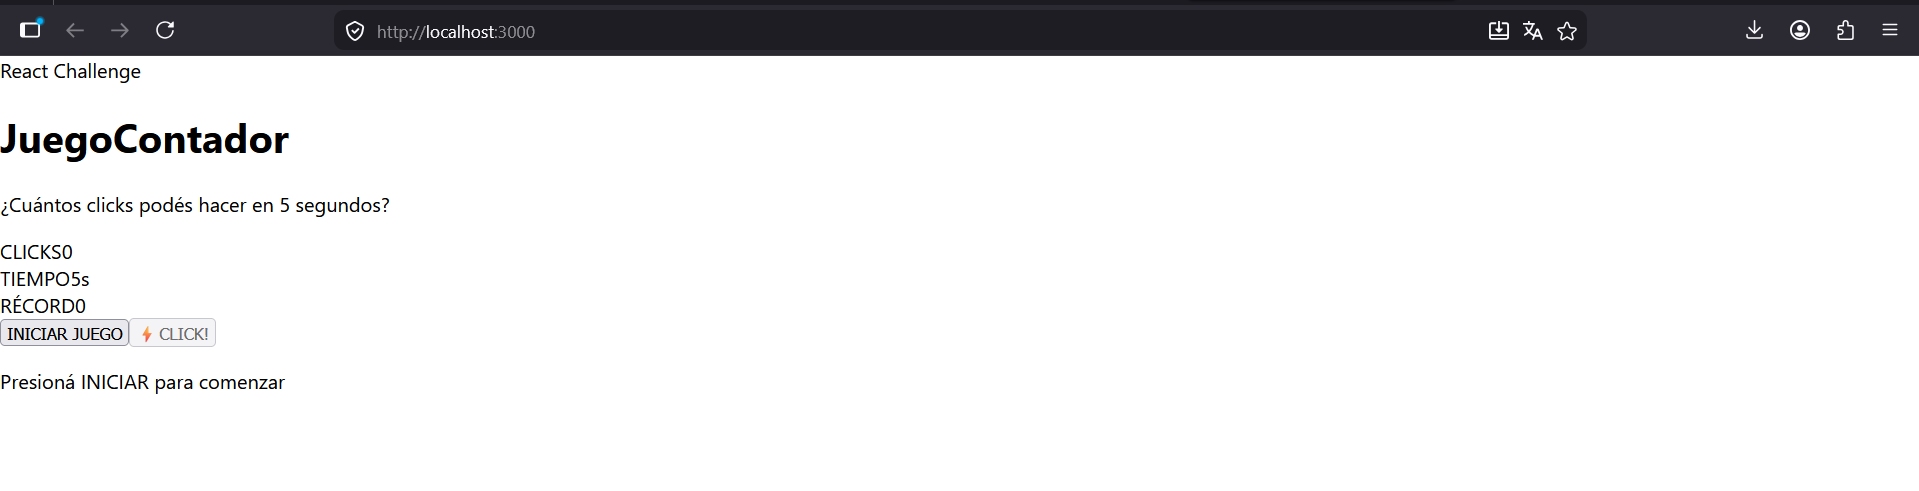 http://localhost:3000
React Challenge
JuegoContador
¿Cuántos clicks podés hacer en 5 segundos?
CLICKS0
TIEMPO5s
RÉCORD0
INICIAR JUEGO ⚡ CLICK!
Presioná INICIAR para comenzar